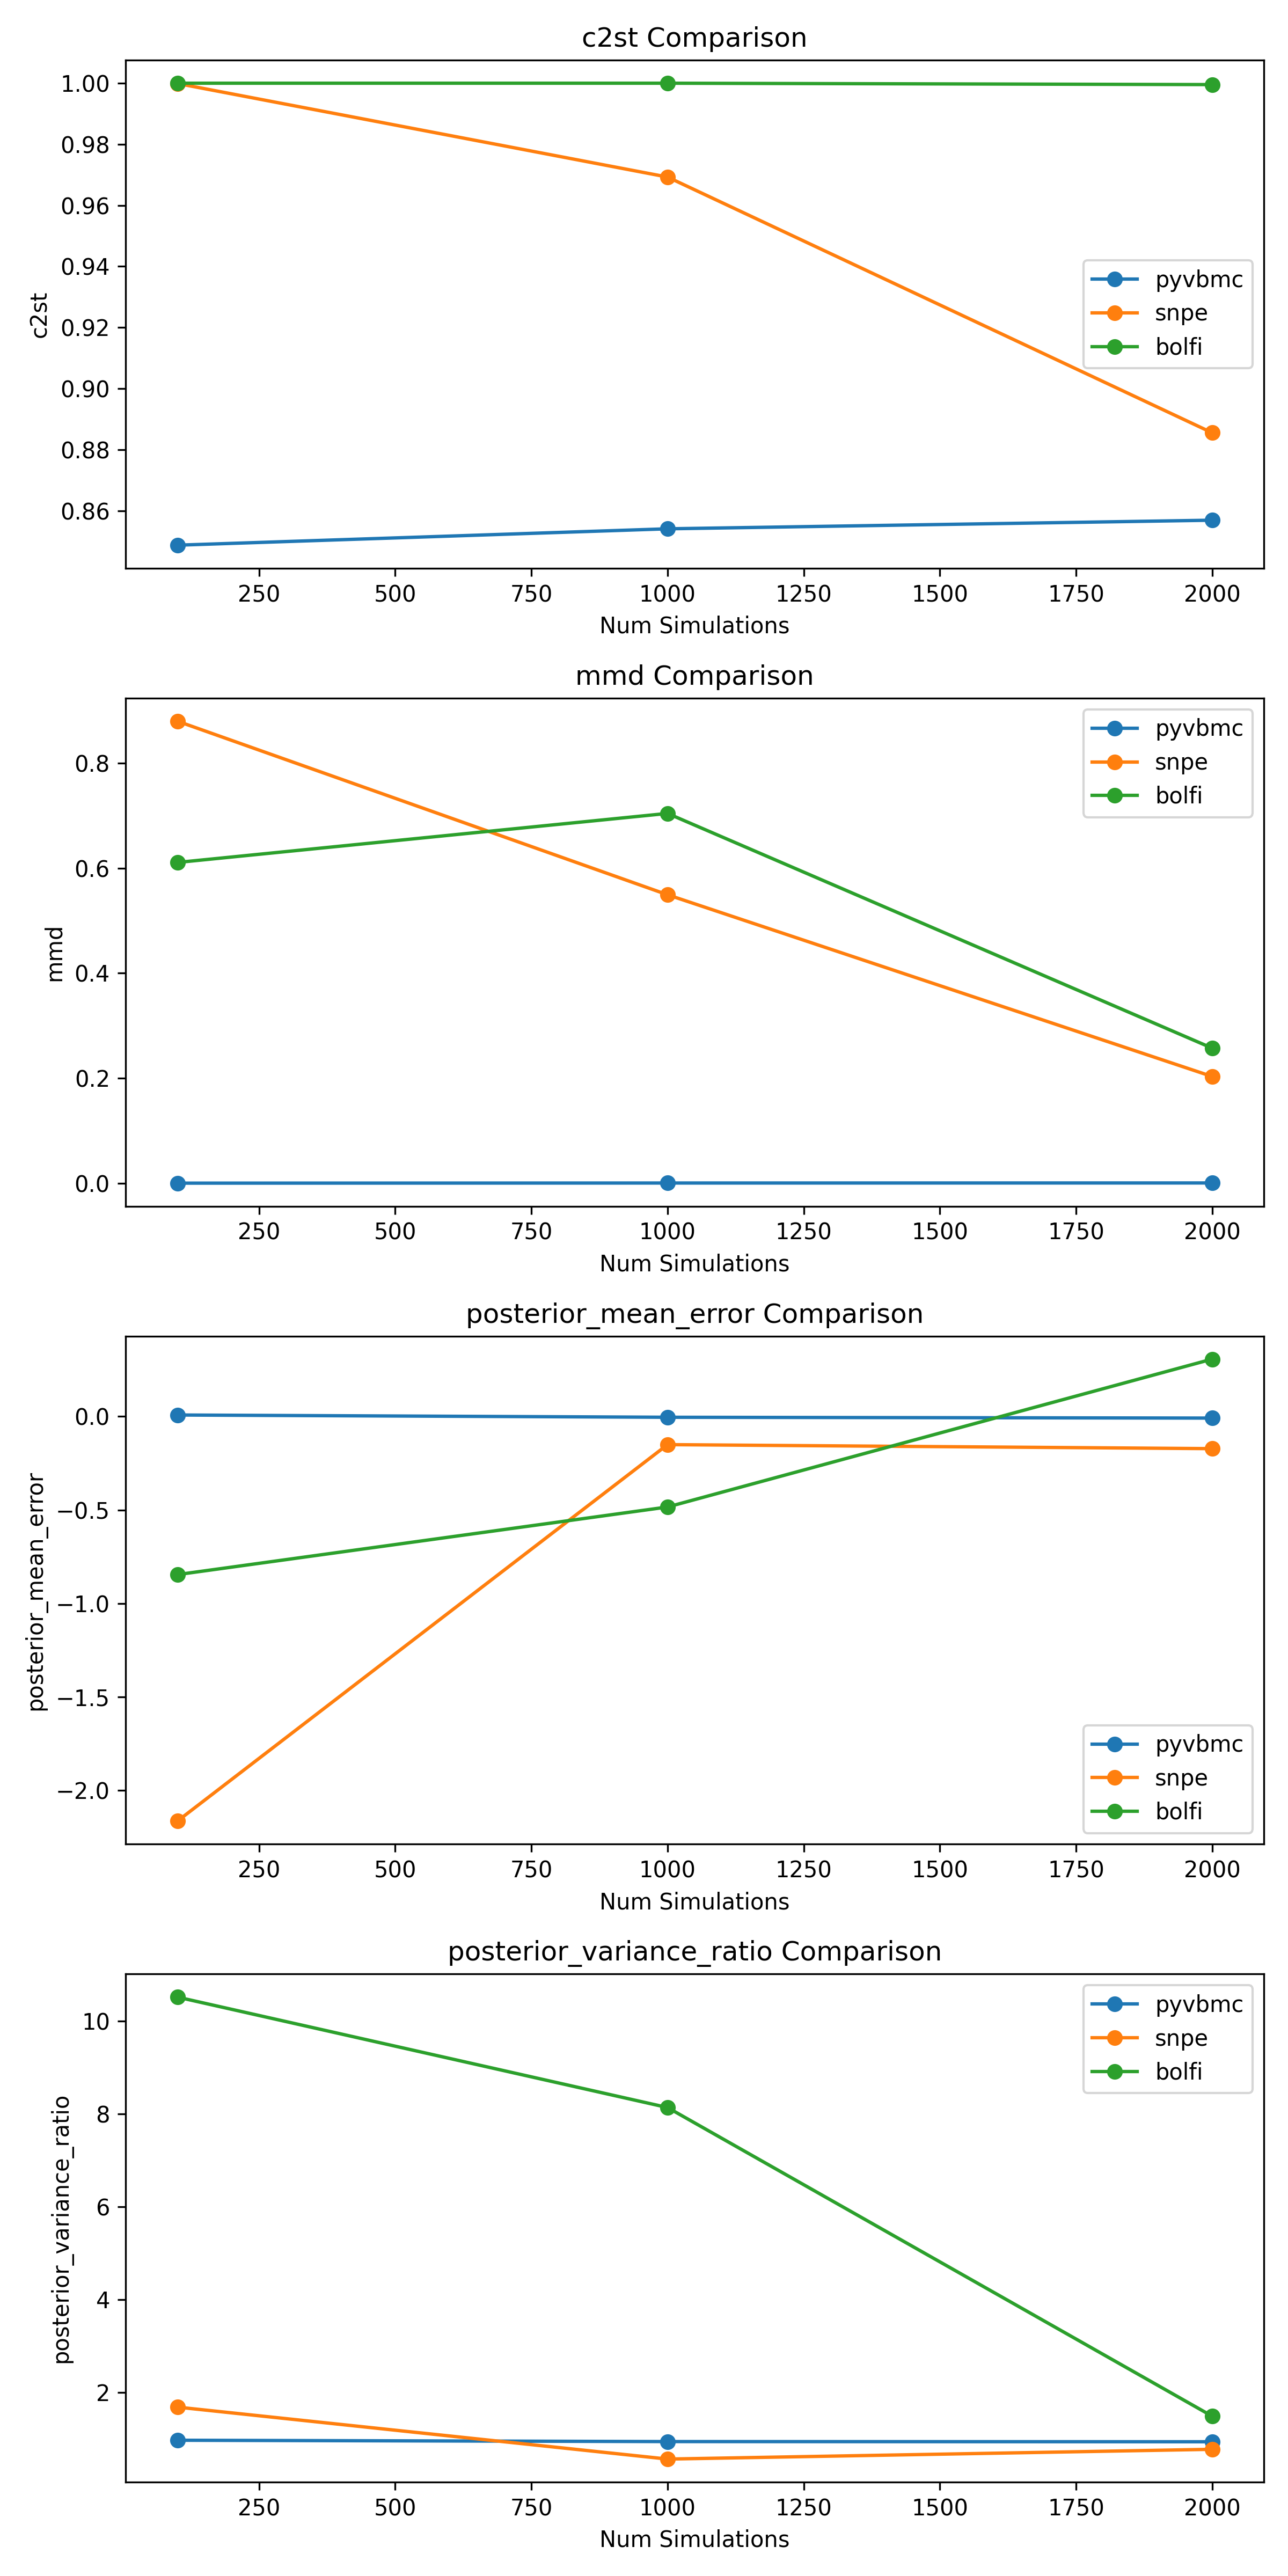 c2st Comparison
1.00
0.98
0.96
0.94
0.92
0.90
0.88
0.86
c2st
pyvbmc
snpe
bolfi
250 500 750 1000 1250 1500 1750 2000
Num Simulations
mmd Comparison
0.8
0.6
0.4
0.2
0.0
mmd
pyvbmc
snpe
bolfi
250 500 750 1000 1250 1500 1750 2000
Num Simulations
posterior_mean_error Comparison
0.0
−0.5
−1.0
−1.5
−2.0
posterior_mean_error
pyvbmc
snpe
bolfi
250 500 750 1000 1250 1500 1750 2000
Num Simulations
posterior_variance_ratio Comparison
10
8
6
4
2
posterior_variance_ratio
pyvbmc
snpe
bolfi
250 500 750 1000 1250 1500 1750 2000
Num Simulations